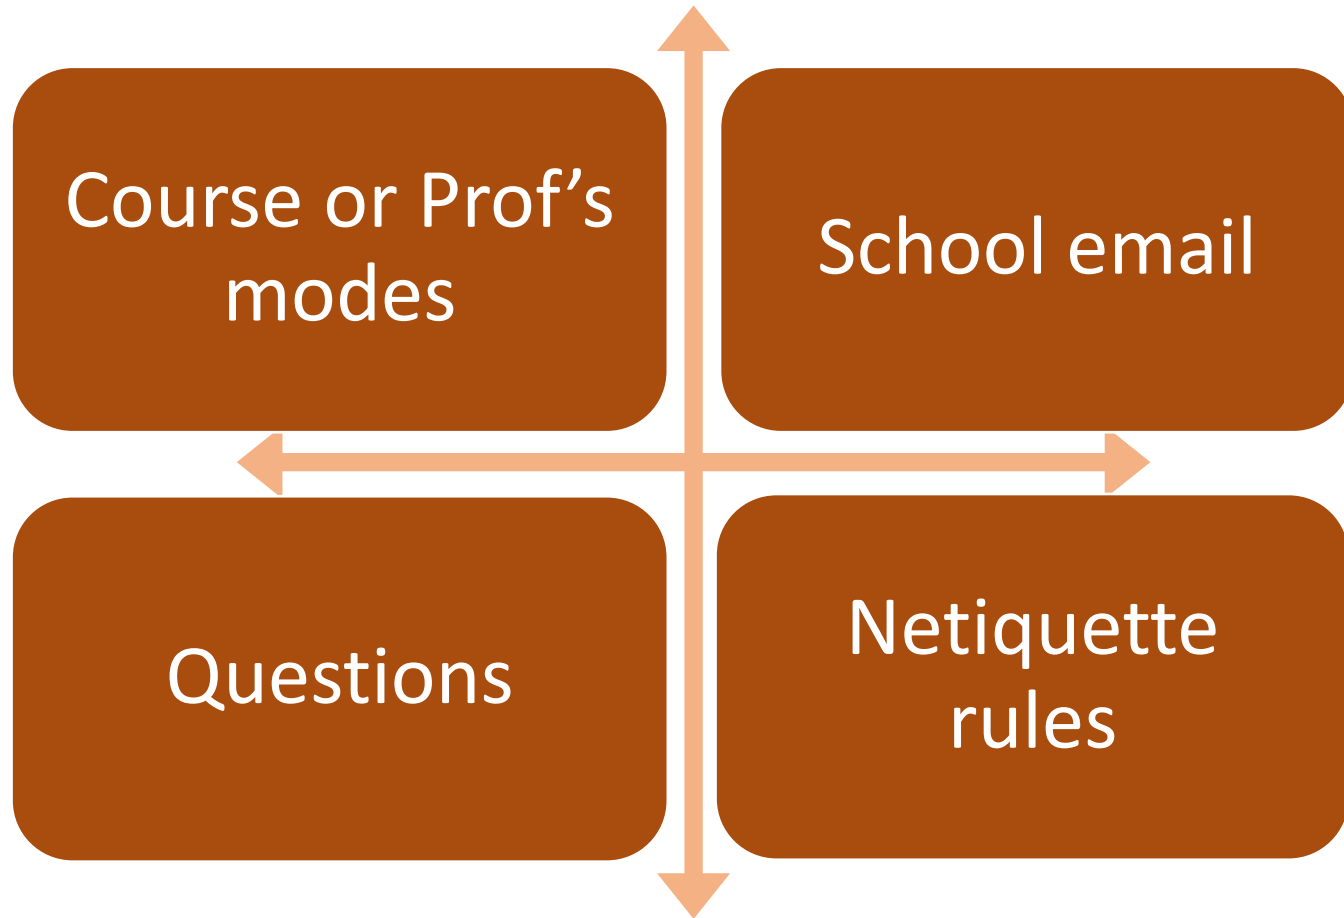 Course or Prof’s
modes
School email
Questions
Netiquette
rules